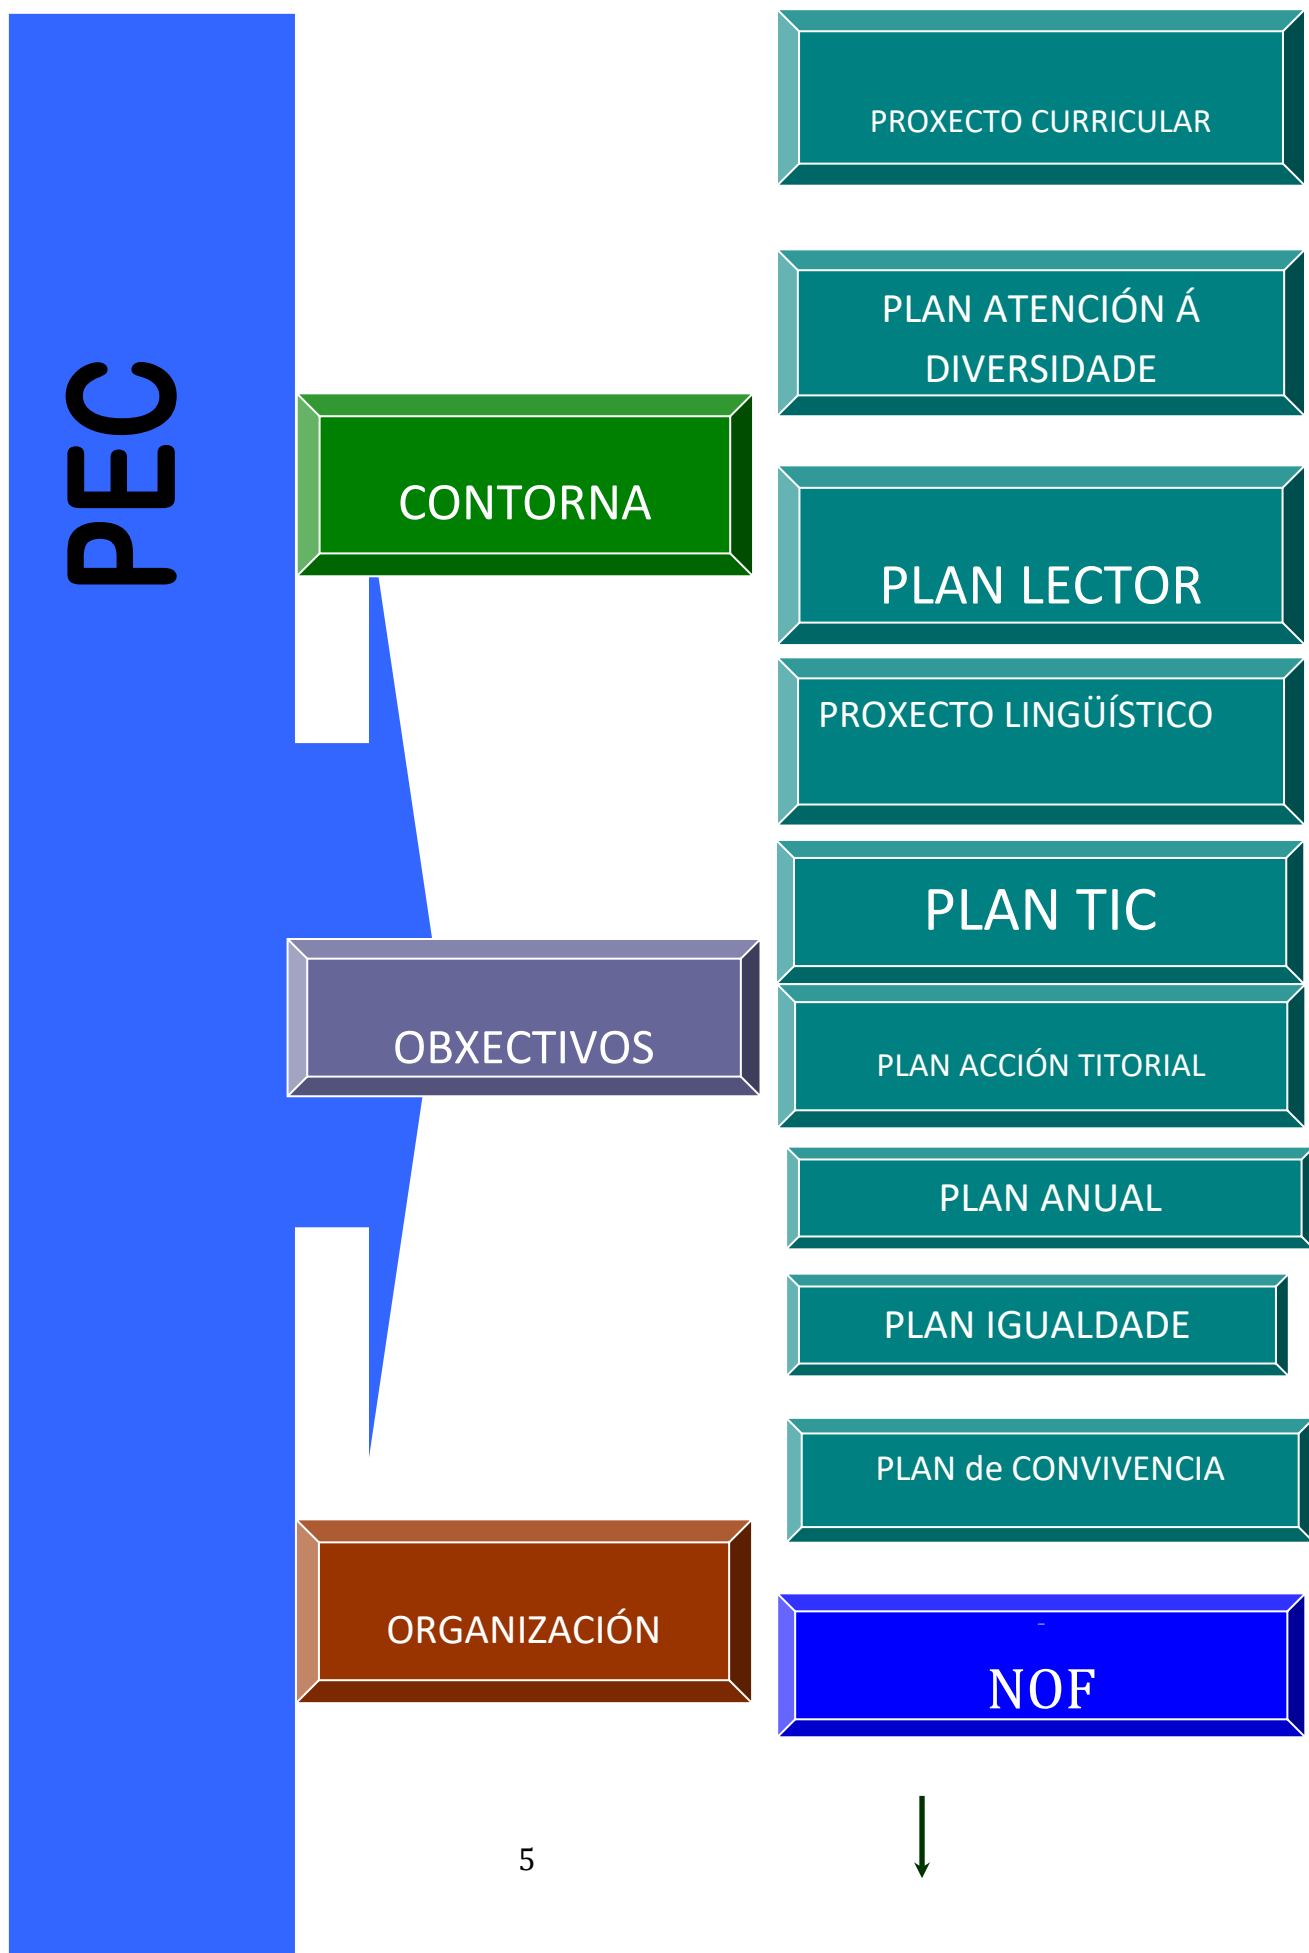 PEC
CONTORNA
OBXECTIVOS
ORGANIZACIÓN
PROXECTO CURRICULAR
PLAN ATENCIÓN Á
DIVERSIDADE
PLAN LECTOR
PROXECTO LINGÜÍSTICO
PLAN TIC
PLAN ACCIÓN TITORIAL
PLAN ANUAL
PLAN IGUALDADE
PLAN de CONVIVENCIA
NOF
5